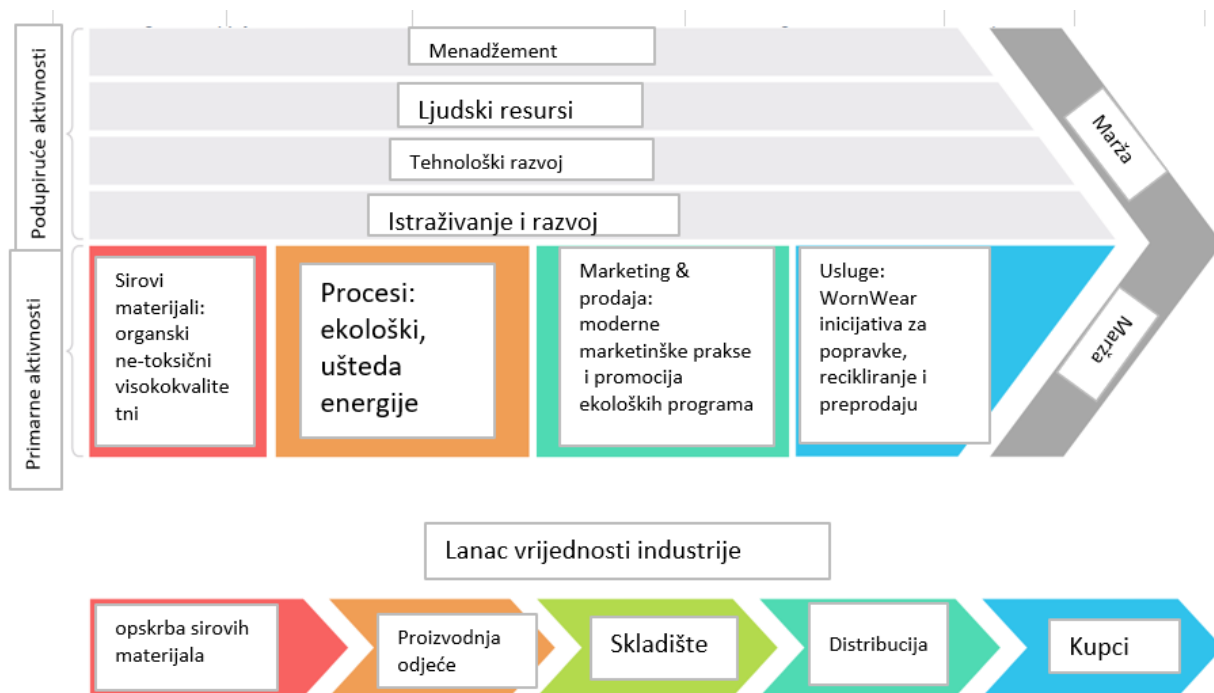 Podupiruće aktivnosti
Menadžment
Ljudski resursi
Tehnološki razvoj
Istraživanje i razvoj
Marža
Primarne aktivnosti
Sirovi
materijali:
organski
ne-toksični
visokokvalite
tni
Procesi:
ekološki,
ušteda
energije
Marketing &
prodaja:
moderne
marketinške prakse
i promocija
ekoloških programa
Usluge:
WornWear
inicijativa za
popravke,
recikliranje i
preprodaju
Marža
Lanac vrijednosti industrije
opskrba sirovih
materijala
Proizvodnja
odjeće
Skladište
Distribucija
Kupci